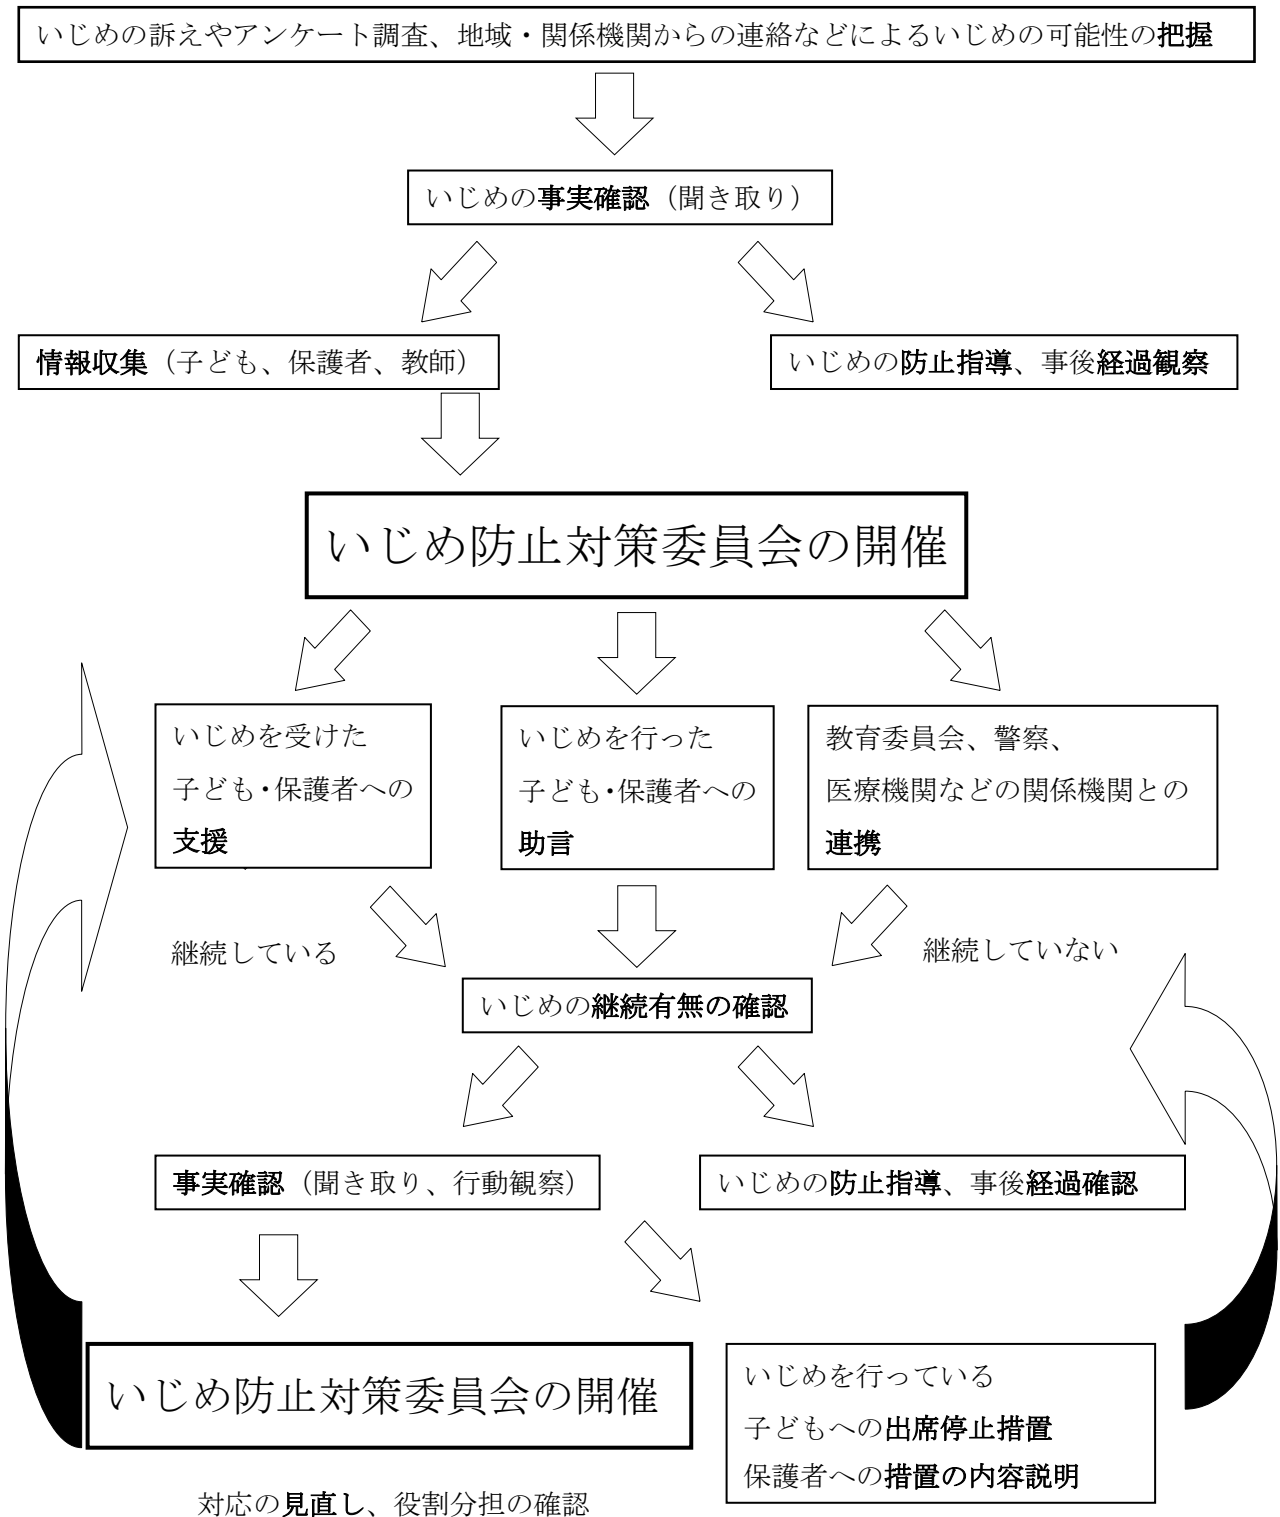 いじめの訴えやアンケート調査、地域・関係機関からの連絡などによるいじめの可能性の把握
いじめの事実確認（聞き取り）
情報収集（子ども、保護者、教師）
いじめの防止指導、事後経過観察
いじめ防止対策委員会の開催
いじめを受けた
子ども・保護者への
支援
いじめを行った
子ども・保護者への
助言
教育委員会、警察、
医療機関などの関係機関との
連携
継続している
継続していない
いじめの継続有無の確認
事実確認（聞き取り、行動観察）
いじめの防止指導、事後経過確認
いじめ防止対策委員会の開催
いじめを行っている
子どもへの出席停止措置
保護者への措置の内容説明
対応の見直し、役割分担の確認